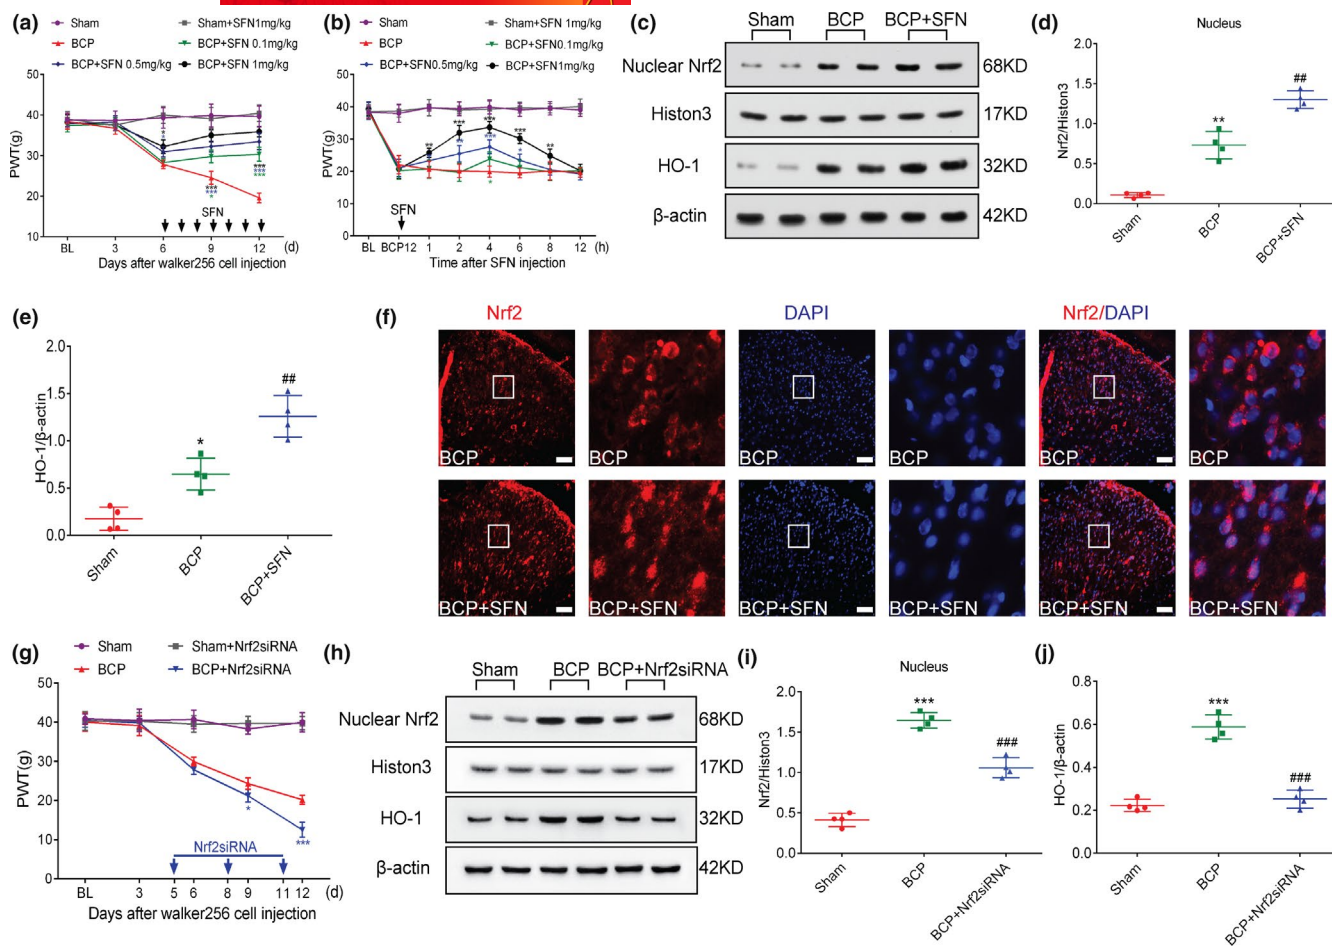 (a)
Sham
Sham+SFN1mg/kg
BCP
BCP+SFN 0.1mg/kg
BCP+SFN 0.5mg/kg
BCP+SFN 1mg/kg
PWT(g)
50
40
30
20
10
*
*
***
***
*
***
***
***
SFN
BL 3 6 9 12 (d)
Days after walker256 cell injection
(b)
Sham
Sham+SFN 1mg/kg
BCP
BCP+SFN0.1mg/kg
BCP+SFN0.5mg/kg
BCP+SFN1mg/kg
PWT(g)
50
40
30
20
10
0
** *** *** *** **
** *** *
*
SFN
BL BCP12 1 2 4 6 8 12 (h)
Time after SFN injection
(c)
Sham BCP BCP+SFN
Nuclear Nrf2 68KD
Histon3 17KD
HO-1 32KD
β-actin 42KD
(d)
Nucleus
Nrf2/Histon3
2.0
1.5
1.0
0.5
0.0
**
##
Sham BCP BCP+SFN
(e)
HO-1/β-actin
2.0
1.5
1.0
0.5
0.0
*
##
Sham BCP BCP+SFN
(f)
Nrf2 DAPI Nrf2/DAPI
BCP BCP BCP BCP BCP BCP
BCP+SFN BCP+SFN BCP+SFN BCP+SFN BCP+SFN BCP+SFN
(g)
Sham
Sham+Nrf2siRNA
BCP
BCP+Nrf2siRNA
PWT(g)
50
40
30
20
10
0
*
***
Nrf2siRNA
BL 3 5 6 8 9 11 12 (d)
Days after walker256 cell injection
(h)
Sham BCP BCP+Nrf2siRNA
Nuclear Nrf2 68KD
Histon3 17KD
HO-1 32KD
β-actin 42KD
(i)
Nucleus
Nrf2/Histon3
2.0
1.5
1.0
0.5
0.0
***
###
Sham BCP BCP+Nrf2siRNA
(j)
HO-1/β-actin
0.8
0.6
0.4
0.2
0.0
***
###
Sham BCP BCP+Nrf2siRNA